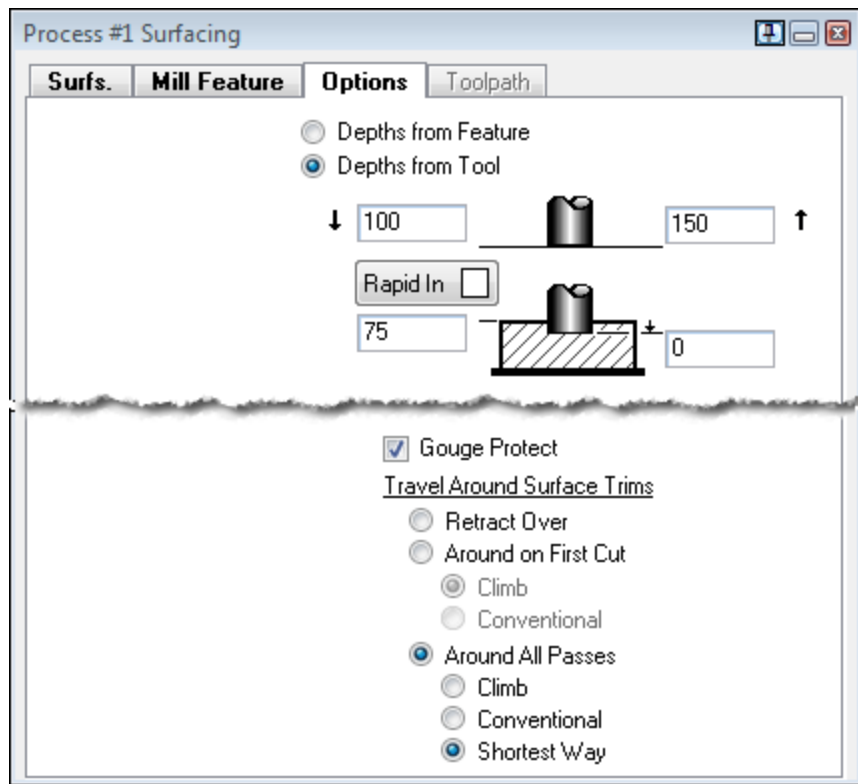 Process #1 Surfacing
Surfs. Mill Feature Options Toolpath
Depths from Feature
Depths from Tool
100 150
Rapid In
75
0
Gouge Protect
Travel Around Surface Trims
Retract Over
Around on First Cut
Climb
Conventional
Around All Passes
Climb
Conventional
Shortest Way